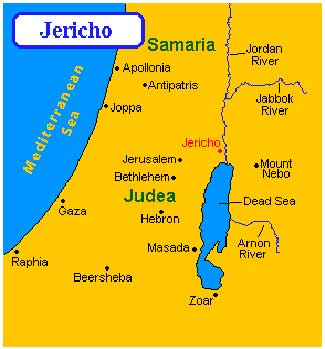 Jericho
Samaria
Jordan
River
Apollonia
Antipatris
Jabbok
River
Mediterranean
Sea
Joppa
Jericho
Jerusalem
Mount
Nebo
Bethlehem
Judea
Dead Sea
Gaza
Hebron
Arnon
River
Masada
Raphia
Beersheba
Zoar